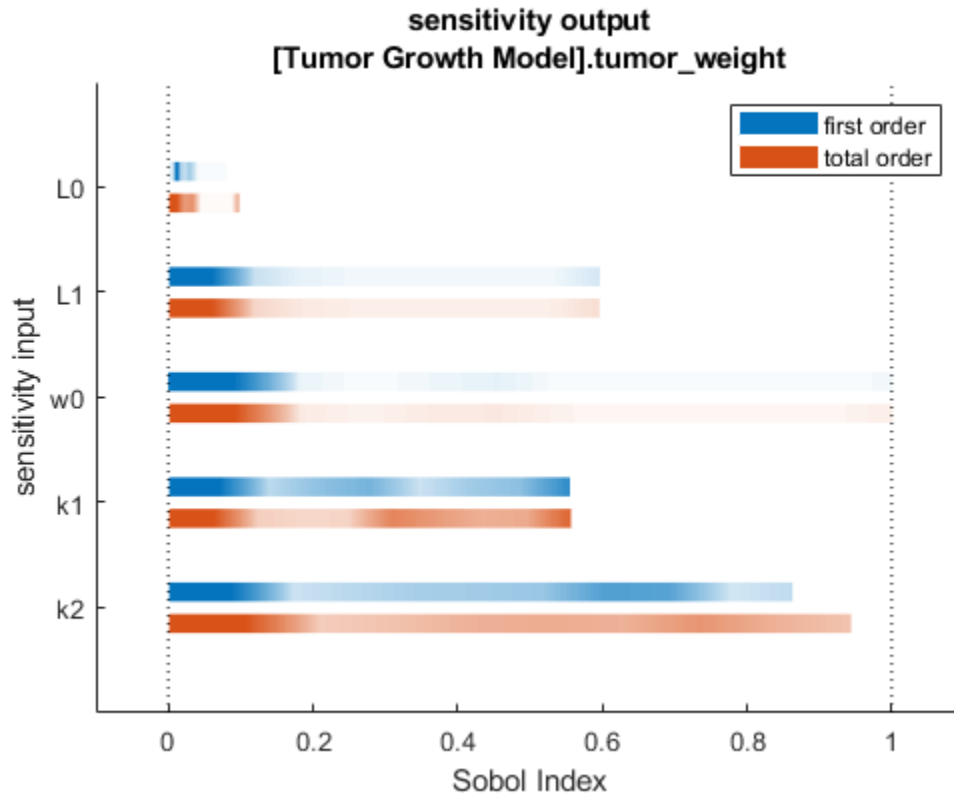 sensitivity output
[Tumor Growth Model].tumor_weight
first order
total order
sensitivity input
L0
L1
w0
k1
k2
0 0.2 0.4 0.6 0.8 1
Sobol Index